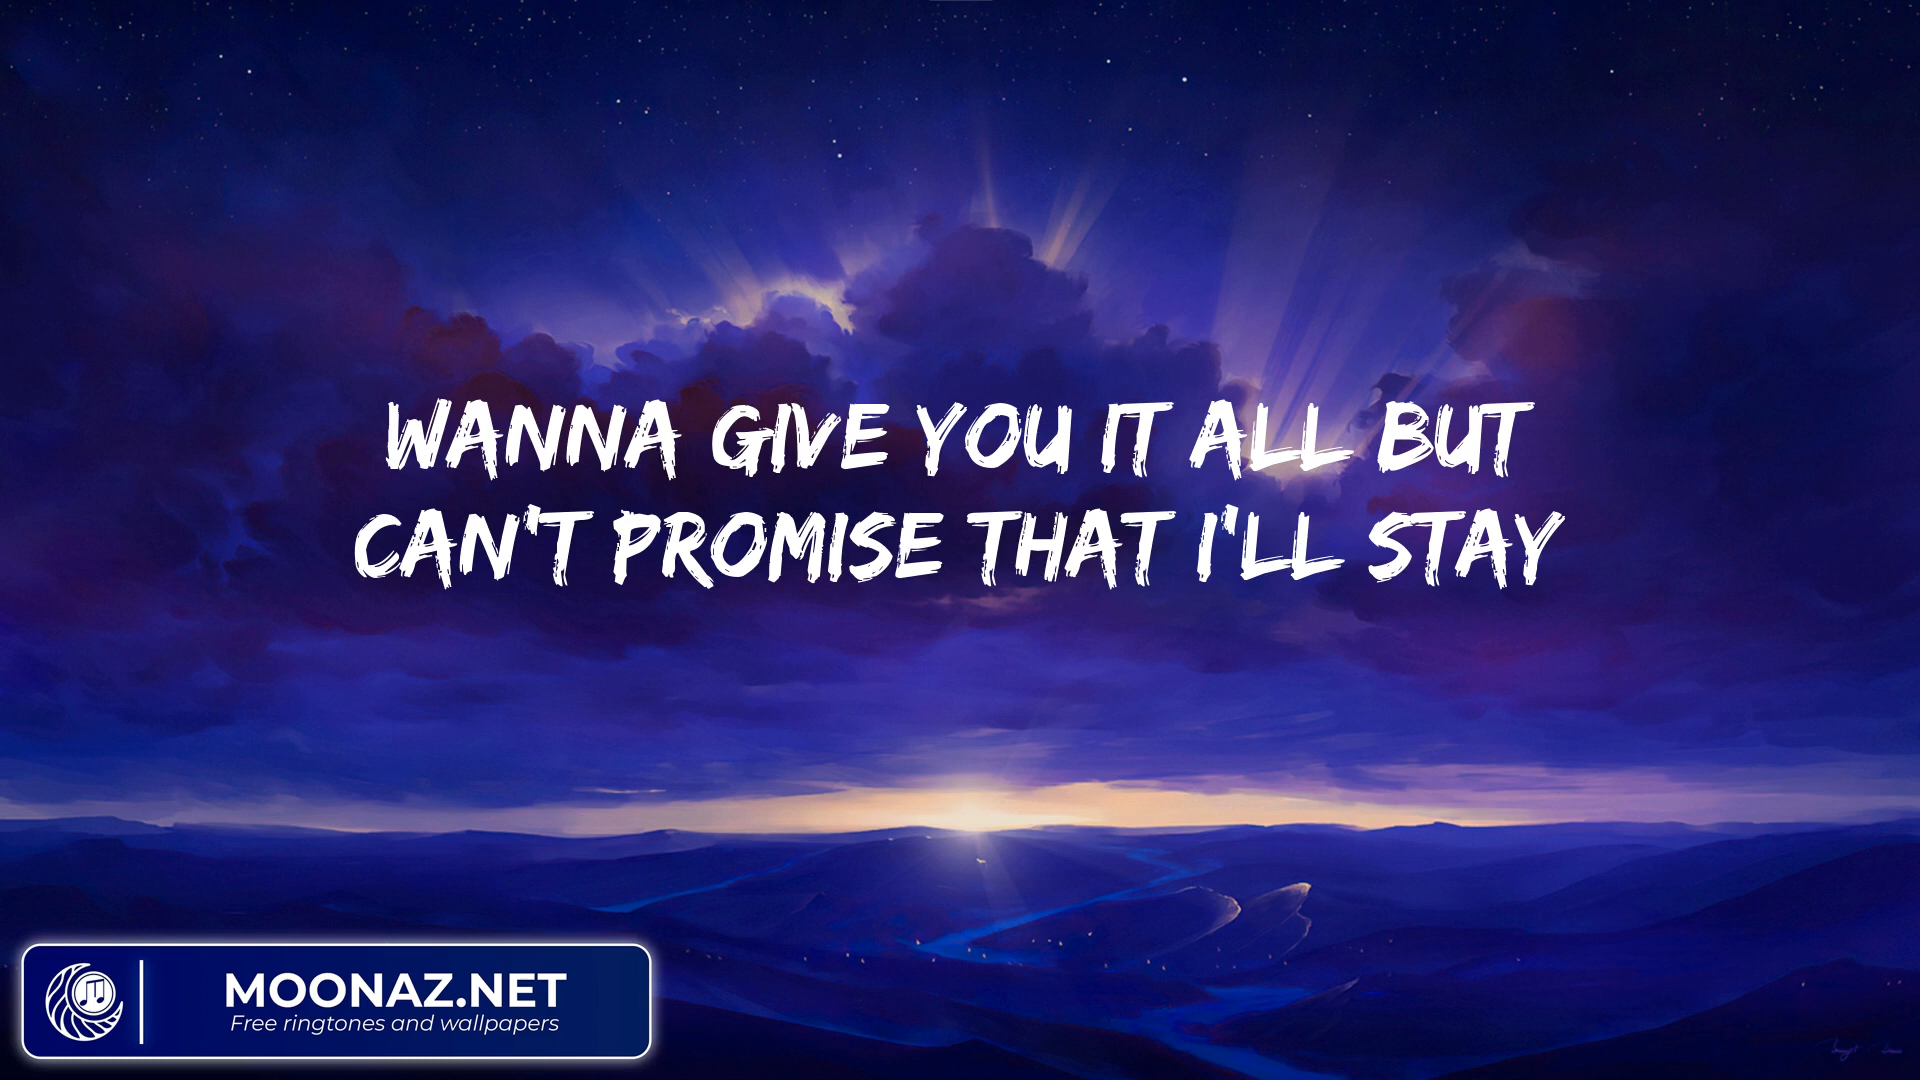 WANNA GIVE YOU IT ALL BUT
CAN'T PROMISE THAT I'LL STAY
MOONAZ.NET
Free ringtones and wallpapers